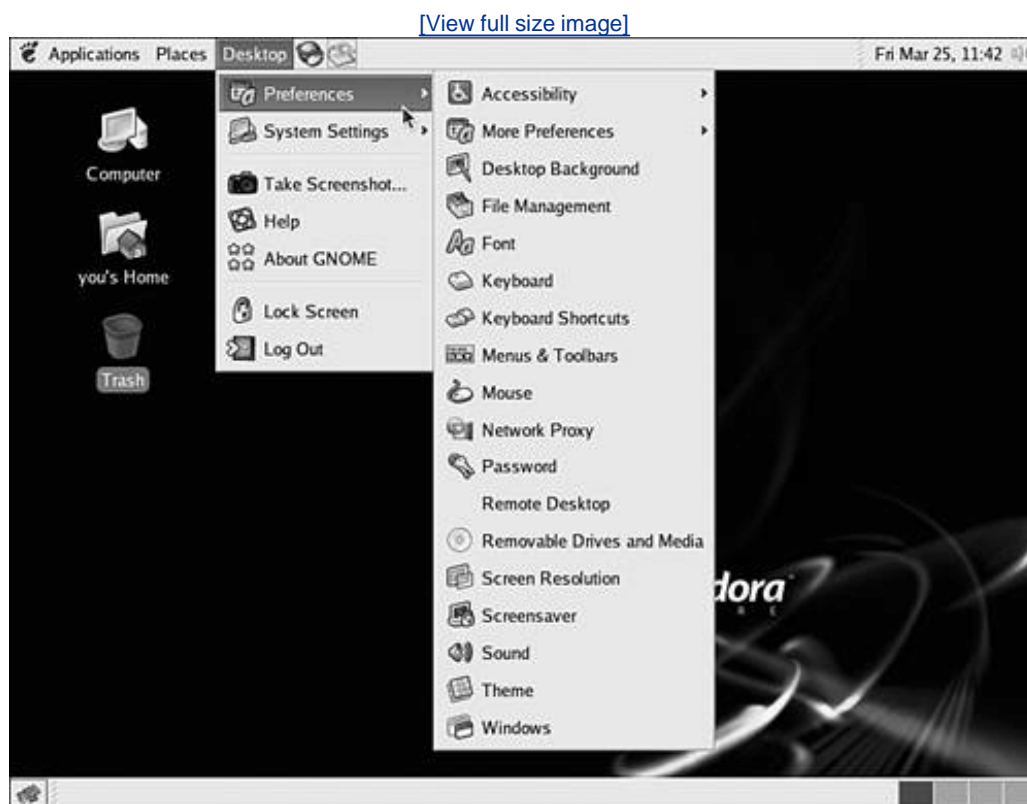 [View full size image]
Applications Places Desktop
Fri Mar 25, 11:42
Computer
you's Home
Trash
Preferences
System Settings
Take Screenshot...
Help
About GNOME
Lock Screen
Log Out
Accessibility
More Preferences
Desktop Background
File Management
Font
Keyboard
Keyboard Shortcuts
Menus & Toolbars
Mouse
Network Proxy
Password
Remote Desktop
Removable Drives and Media
Screen Resolution
Screensaver
Sound
Theme
Windows
dora
R E